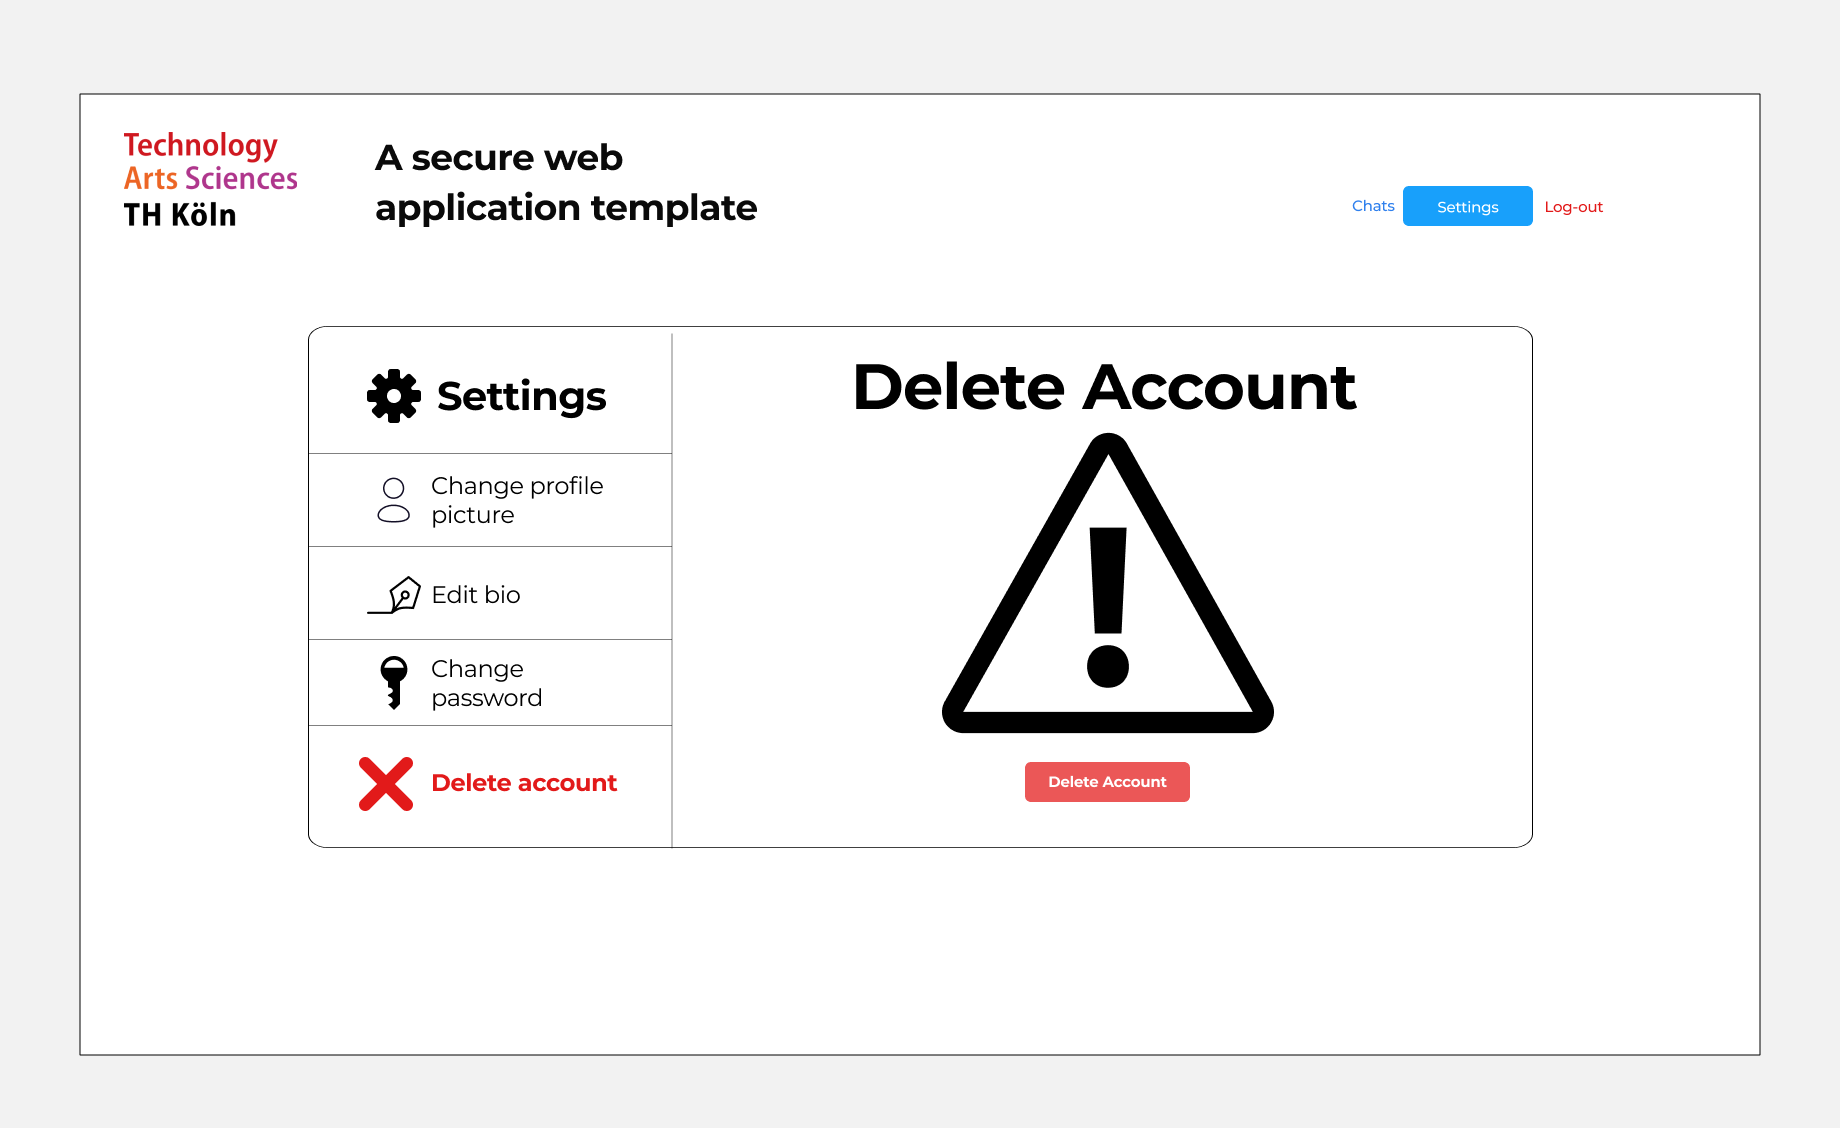 Technology
Arts Sciences
TH Köln
A secure web
application template
Chats
Settings
Log-out
Settings
Change profile
picture
Edit bio
Change
password
Delete account
Delete Account
!
Delete Account